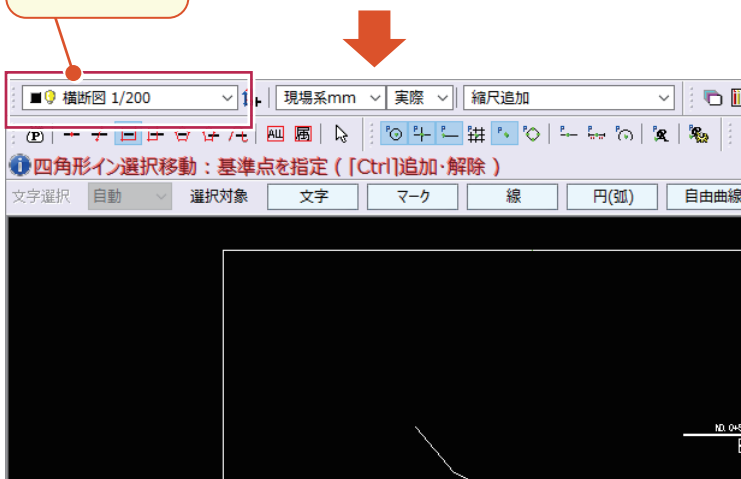 横断図 1/200 現場系mm 実際 縮尺追加
P ALL 属
四角形イン選択移動：基準点を指定（ [Ctrl]追加･解除 ）
文字選択 自動 選択対象 文字 マーク 線 円(弧) 自由曲線